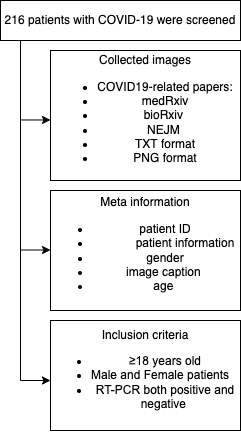 216 patients with COVID-19 were screened
Collected images
• COVID19-related papers:
• medRxiv
• bioRxiv
• NEJM
• TXT format
• PNG format
Meta information
• patient ID
• patient information
• gender
• image caption
• age
Inclusion criteria
• ≥18 years old
• Male and Female patients
• RT-PCR both positive and
negative